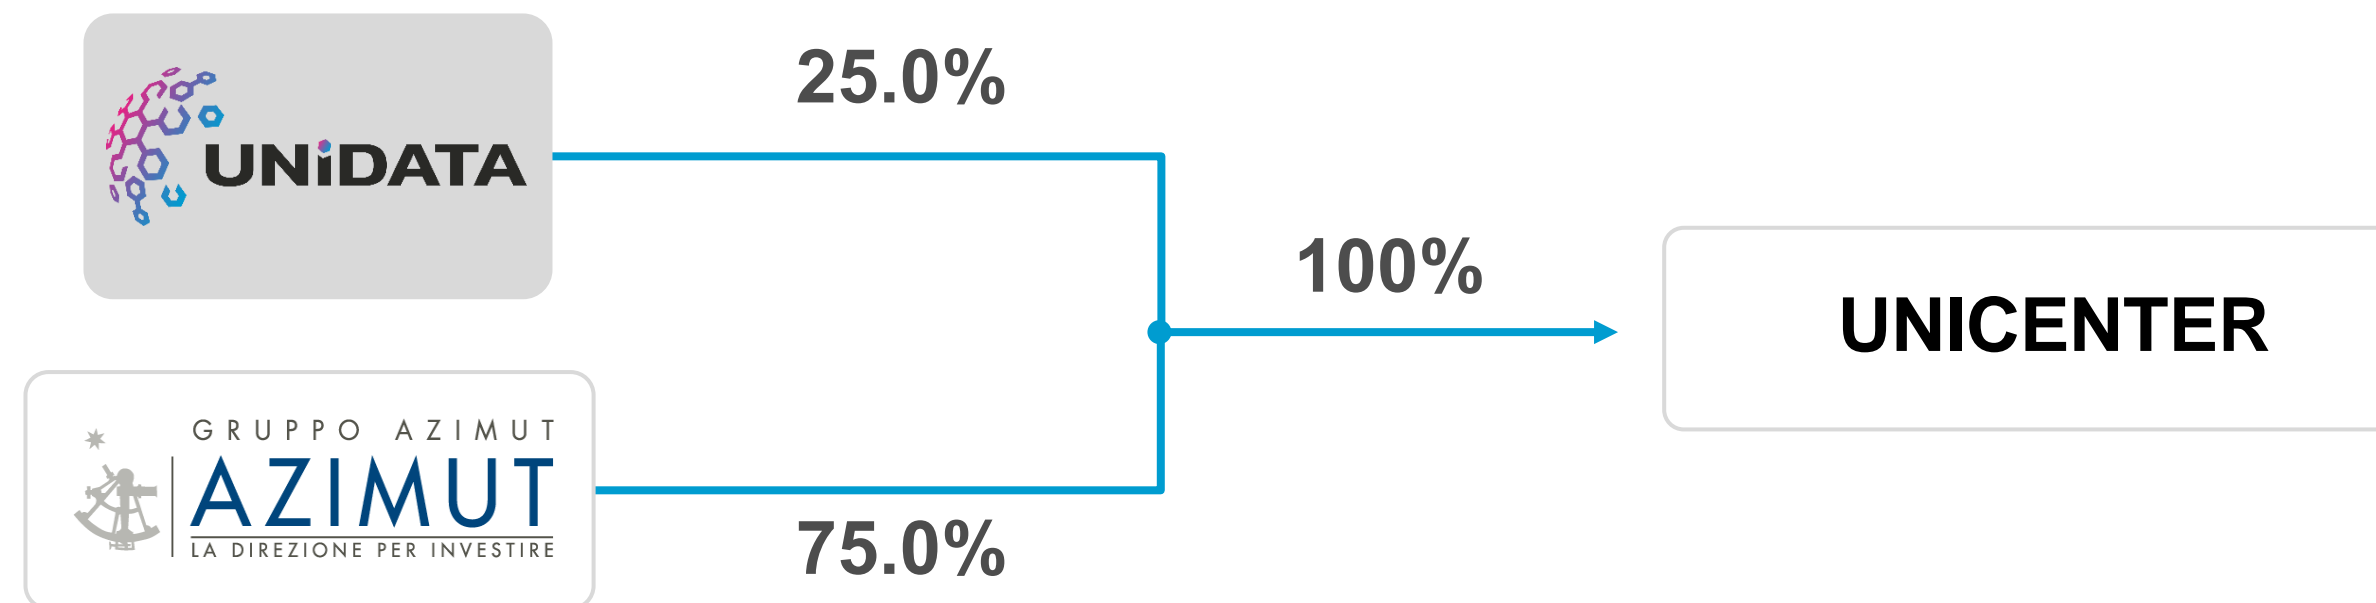 25.0%
UNiDATA
100%
UNICENTER
GRUPPO AZIMUT
AZIMUT
LA DIREZIONE PER INVESTIRE
75.0%